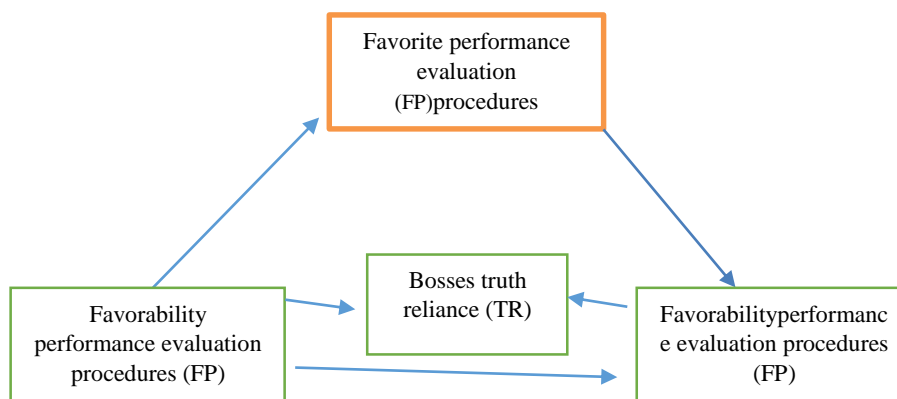 Favorite performance
evaluation
(FP)procedures
Bosses truth
reliance (TR)
Favorability
performance evaluation
procedures (FP)
Favorabilityperformanc
e evaluation procedures
(FP)